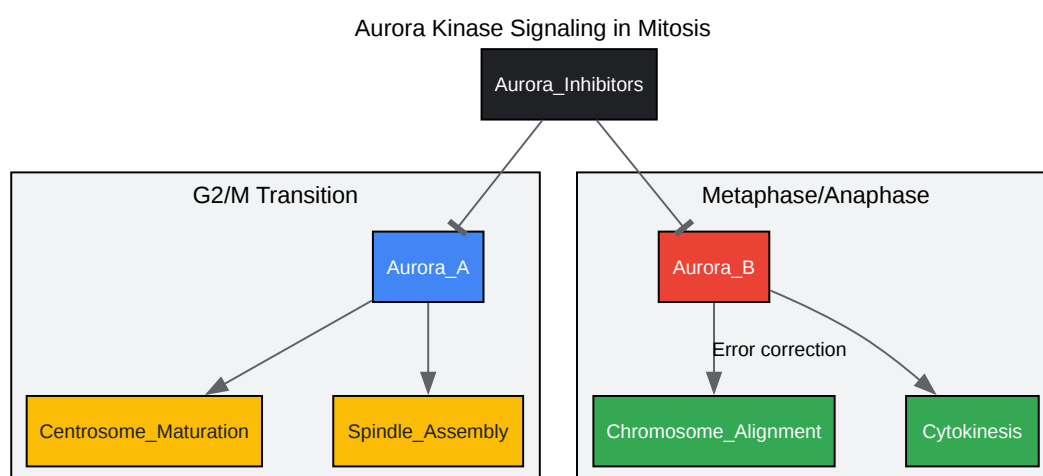 Aurora Kinase Signaling in Mitosis
Aurora_Inhibitors
G2/M Transition
Metaphase/Anaphase
Aurora_A
Aurora_B
Error correction
Centrosome_Maturation
Spindle_Assembly
Chromosome_Alignment
Cytokinesis